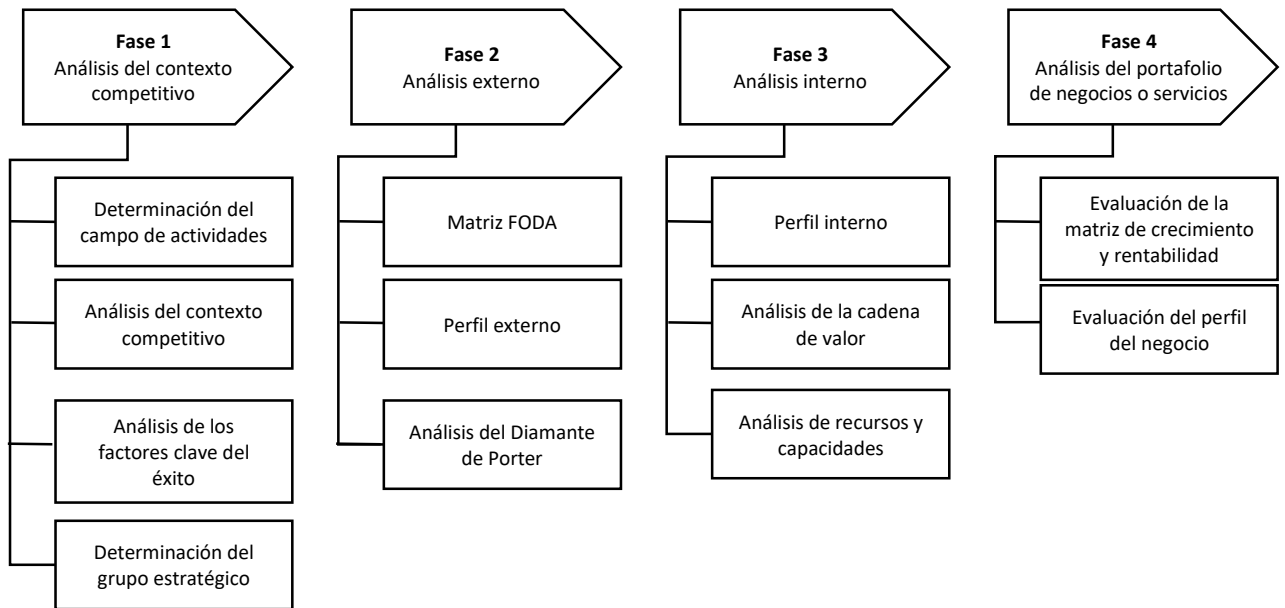 Fase 1
Análisis del contexto
competitivo
Determinación del
campo de actividades
Análisis del contexto
competitivo
Análisis de los
factores clave del
éxito
Determinación del
grupo estratégico
Fase 2
Análisis externo
Matriz FODA
Perfil externo
Análisis del Diamante
de Porter
Fase 3
Análisis interno
Perfil interno
Análisis de la cadena
de valor
Análisis de recursos y
capacidades
Fase 4
Análisis del portafolio
de negocios o servicios
Evaluación de la
matriz de crecimiento
y rentabilidad
Evaluación del perfil
del negocio